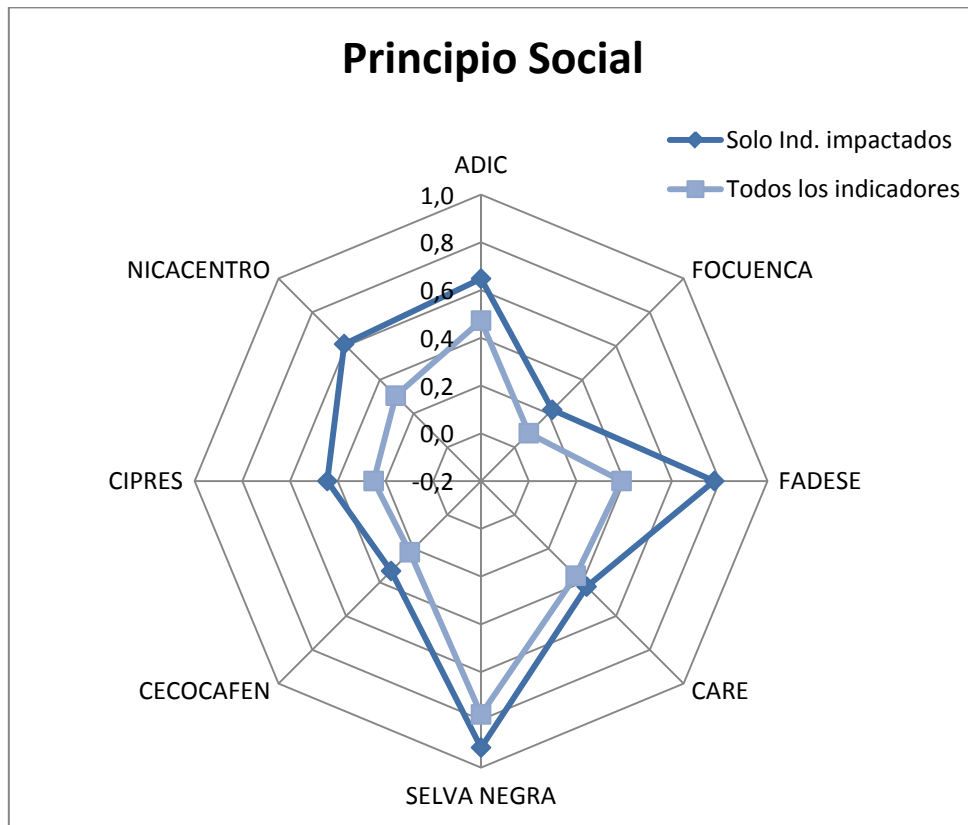 Principio Social
Solo Ind. impactados
Todos los indicadores
ADIC
1,0
0,8
0,6
0,4
0,2
0,0
-0,2
NICACENTRO
FOCUENCA
CIPRES
FADESE
CECOCAFEN
CARE
SELVA NEGRA